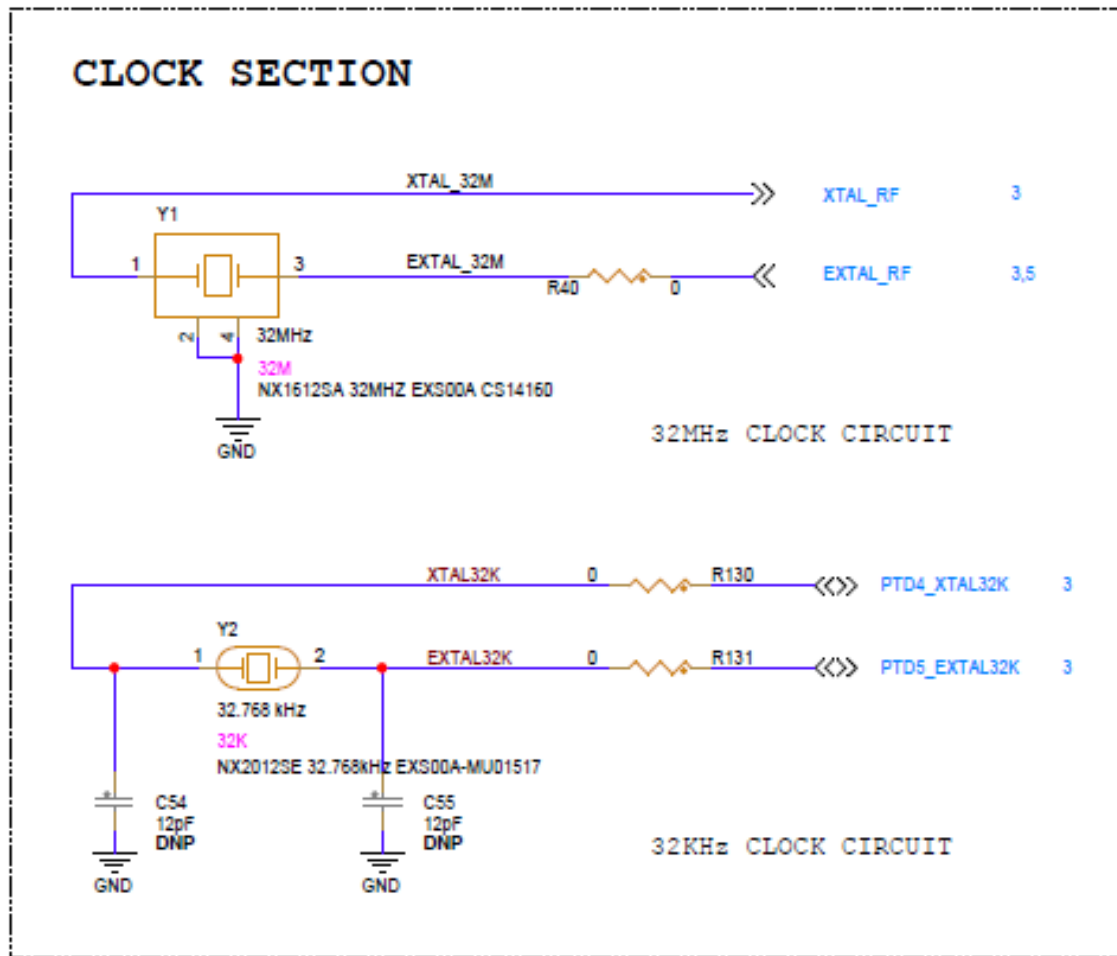 CLOCK SECTION
XTAL_32M
XTAL_RF 3
Y1
1 3
EXTAL_32M
R40 0
EXTAL_RF 3,5
2 4
32MHz
32M
NX1612SA 32MHZ EXS00A CS14160
GND
32MHz CLOCK CIRCUIT
XTAL32K 0 R130
PTD4_XTAL32K 3
Y2
1 2
EXTAL32K 0 R131
PTD5_EXTAL32K 3
32.768 kHz
32K
NX2012SE 32.768kHz EXS00A-MU01517
C54
12pF
DNP
GND
C55
12pF
DNP
GND
32KHz CLOCK CIRCUIT